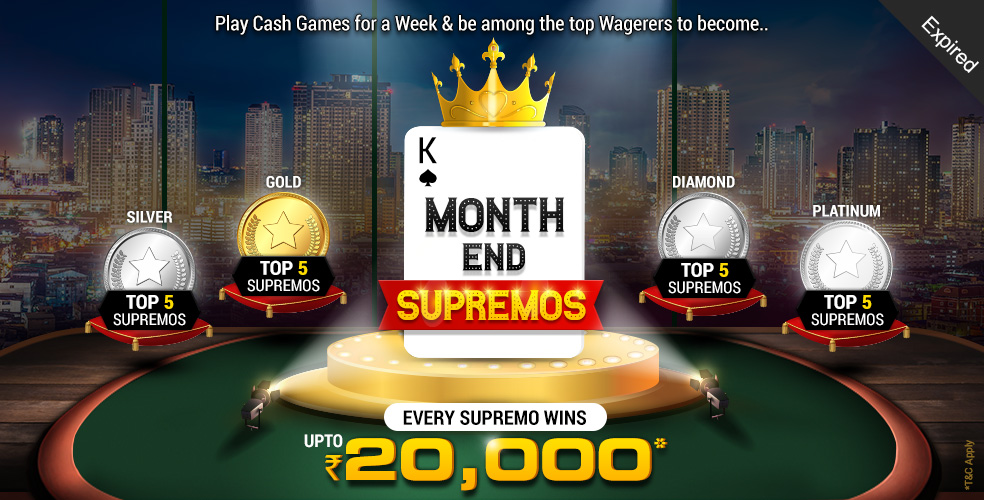 Play Cash Games for a Week & be among the top Wagerers to become..
Expired
K
MONTH
END
SUPREMOS
SILVER
TOP 5
SUPREMOS
GOLD
TOP 5
SUPREMOS
DIAMOND
TOP 5
SUPREMOS
PLATINUM
TOP 5
SUPREMOS
EVERY SUPREMO WINS
UPTO ₹20,000*
*T&C Apply